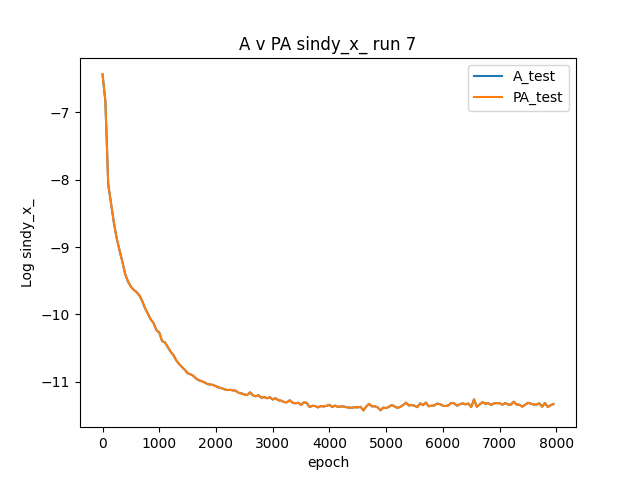 A v PA sindy_x_ run 7
A_test
PA_test
Log sindy_x_
−7
−8
−9
−10
−11
0 1000 2000 3000 4000 5000 6000 7000 8000
epoch